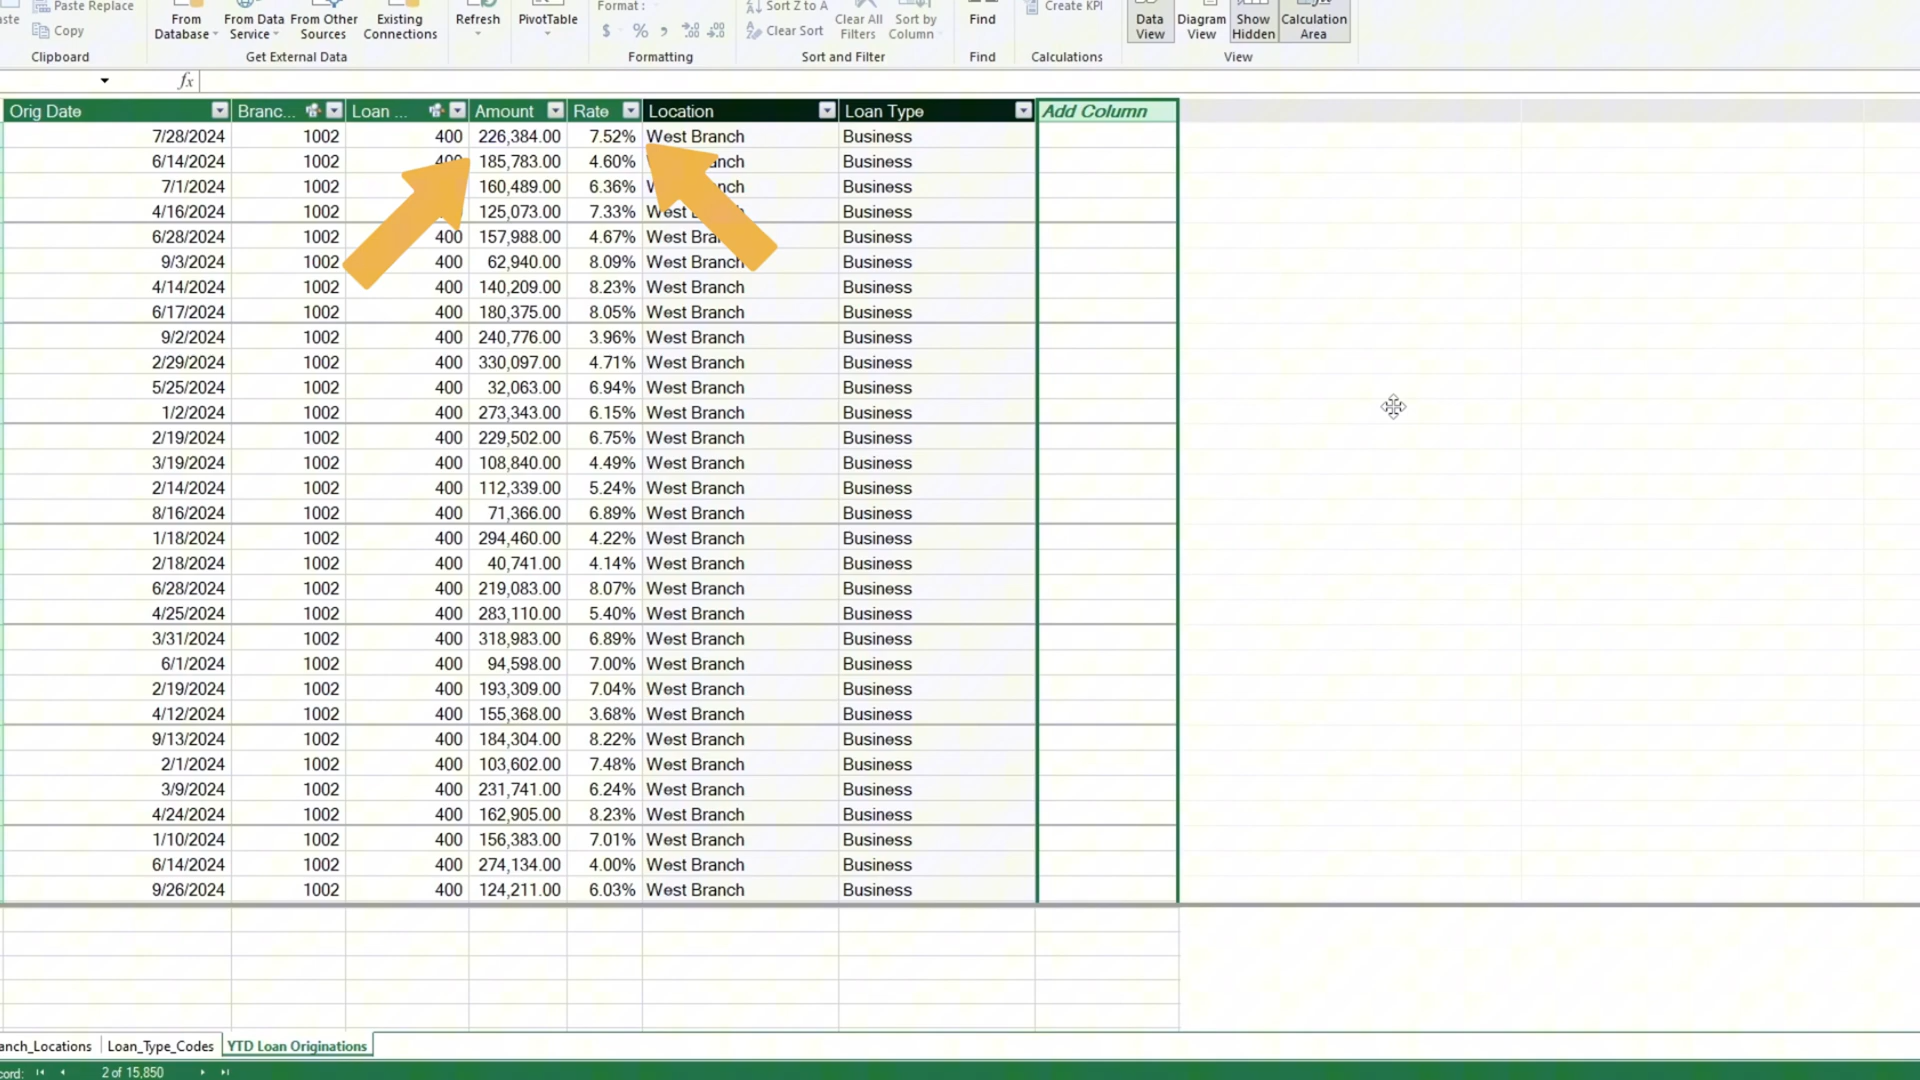 Paste Replace
Copy
Clipboard
From Database
From Data Service
From Other Sources
Existing Connections
Get External Data
Refresh
PivotTable
Format :
$ % ,
Formatting
Sort Z to A
Clear Sort
Clear All Filters
Sort by Column
Sort and Filter
Find
Find
Create KPI
Calculations
Data View
Diagram View
Show Hidden
Calculation Area
View
fx
Orig Date Branc... Loan ... Amount Rate Location Loan Type Add Column
7/28/2024 1002 400 226,384.00 7.52% West Branch Business
6/14/2024 1002 400 185,783.00 4.60% Business
7/1/2024 1002 160,489.00 6.36% Business
4/16/2024 1002 125,073.00 7.33% West Business
6/28/2024 1002 400 157,988.00 4.67% West Business
9/3/2024 1002 400 62,940.00 8.09% West Branch Business
4/14/2024 1002 400 140,209.00 8.23% West Branch Business
6/17/2024 1002 400 180,375.00 8.05% West Branch Business
9/2/2024 1002 400 240,776.00 3.96% West Branch Business
2/29/2024 1002 400 330,097.00 4.71% West Branch Business
5/25/2024 1002 400 32,063.00 6.94% West Branch Business
1/2/2024 1002 400 273,343.00 6.15% West Branch Business
2/19/2024 1002 400 229,502.00 6.75% West Branch Business
3/19/2024 1002 400 108,840.00 4.49% West Branch Business
2/14/2024 1002 400 112,339.00 5.24% West Branch Business
8/16/2024 1002 400 71,366.00 6.89% West Branch Business
1/18/2024 1002 400 294,460.00 4.22% West Branch Business
2/18/2024 1002 400 40,741.00 4.14% West Branch Business
6/28/2024 1002 400 219,083.00 8.07% West Branch Business
4/25/2024 1002 400 283,110.00 5.40% West Branch Business
3/31/2024 1002 400 318,983.00 6.89% West Branch Business
6/1/2024 1002 400 94,598.00 7.00% West Branch Business
2/19/2024 1002 400 193,309.00 7.04% West Branch Business
4/12/2024 1002 400 155,368.00 3.68% West Branch Business
9/13/2024 1002 400 184,304.00 8.22% West Branch Business
2/1/2024 1002 400 103,602.00 7.48% West Branch Business
3/9/2024 1002 400 231,741.00 6.24% West Branch Business
4/24/2024 1002 400 162,905.00 8.23% West Branch Business
1/10/2024 1002 400 156,383.00 7.01% West Branch Business
6/14/2024 1002 400 274,134.00 4.00% West Branch Business
9/26/2024 1002 400 124,211.00 6.03% West Branch Business
anch_Locations Loan_Type_Codes YTD Loan Originations
cord: 2 of 15,850